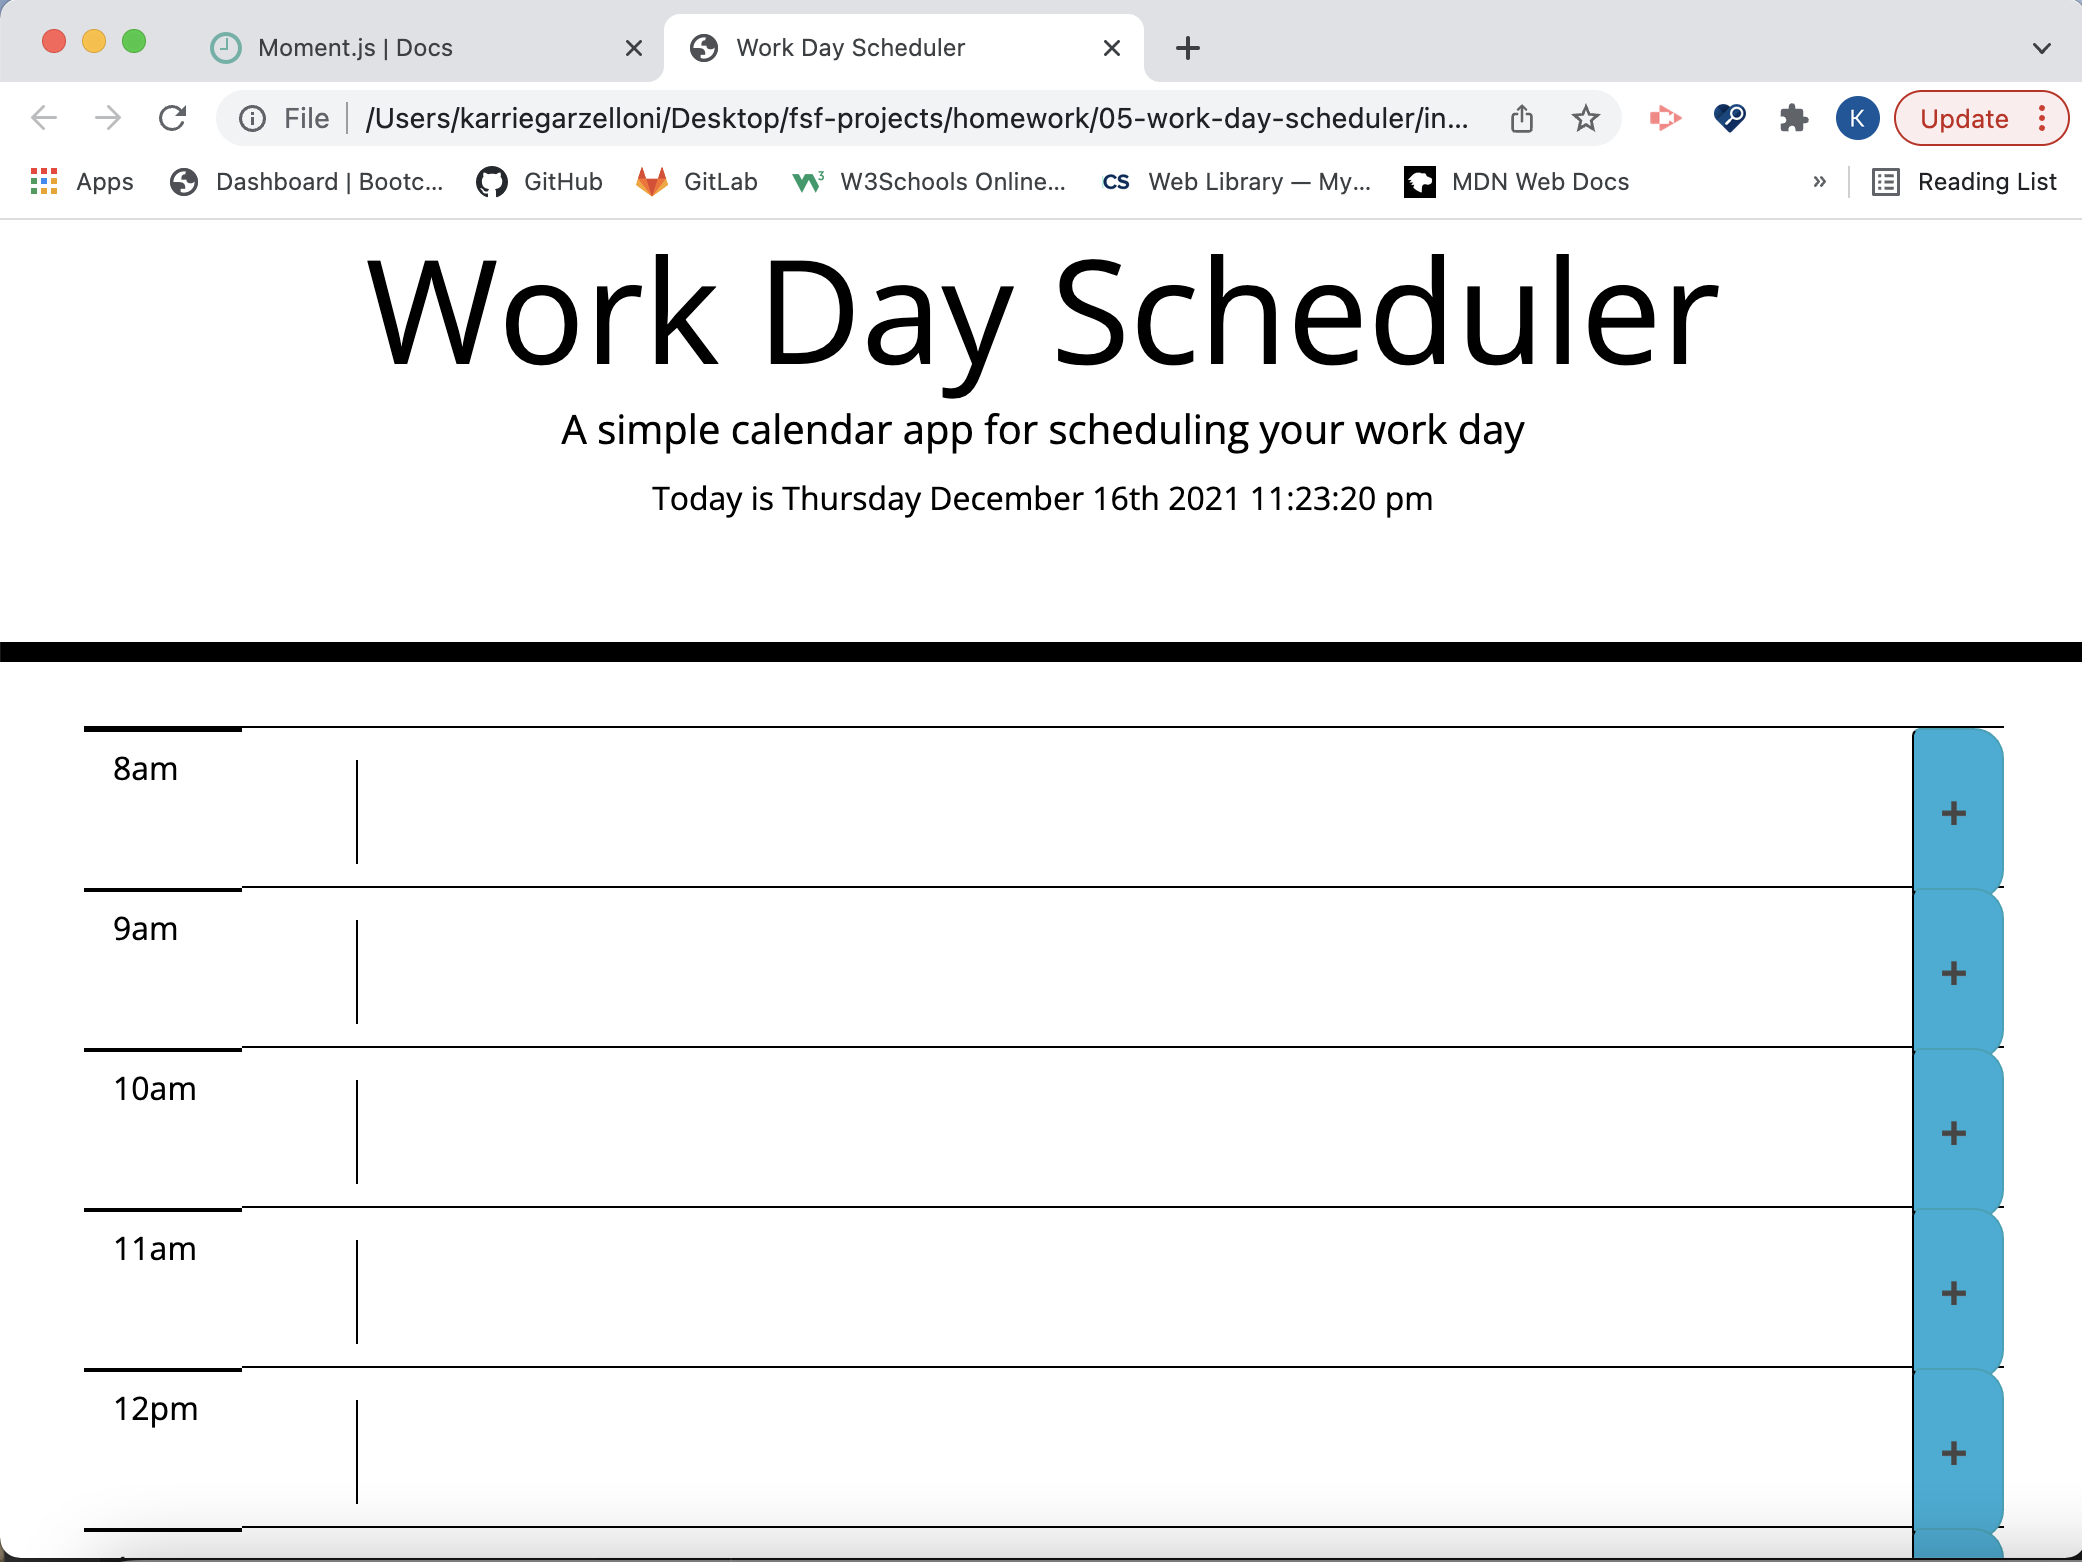 Moment.js | Docs
Work Day Scheduler
File | /Users/karriegarzelloni/Desktop/fsf-projects/homework/05-work-day-scheduler/in...
K
Update
Apps
Dashboard | Bootc...
GitHub
GitLab
W3Schools Online...
CS Web Library — My...
MDN Web Docs
»
Reading List
Work Day Scheduler
A simple calendar app for scheduling your work day
Today is Thursday December 16th 2021 11:23:20 pm
8am
+
9am
+
10am
+
11am
+
12pm
+